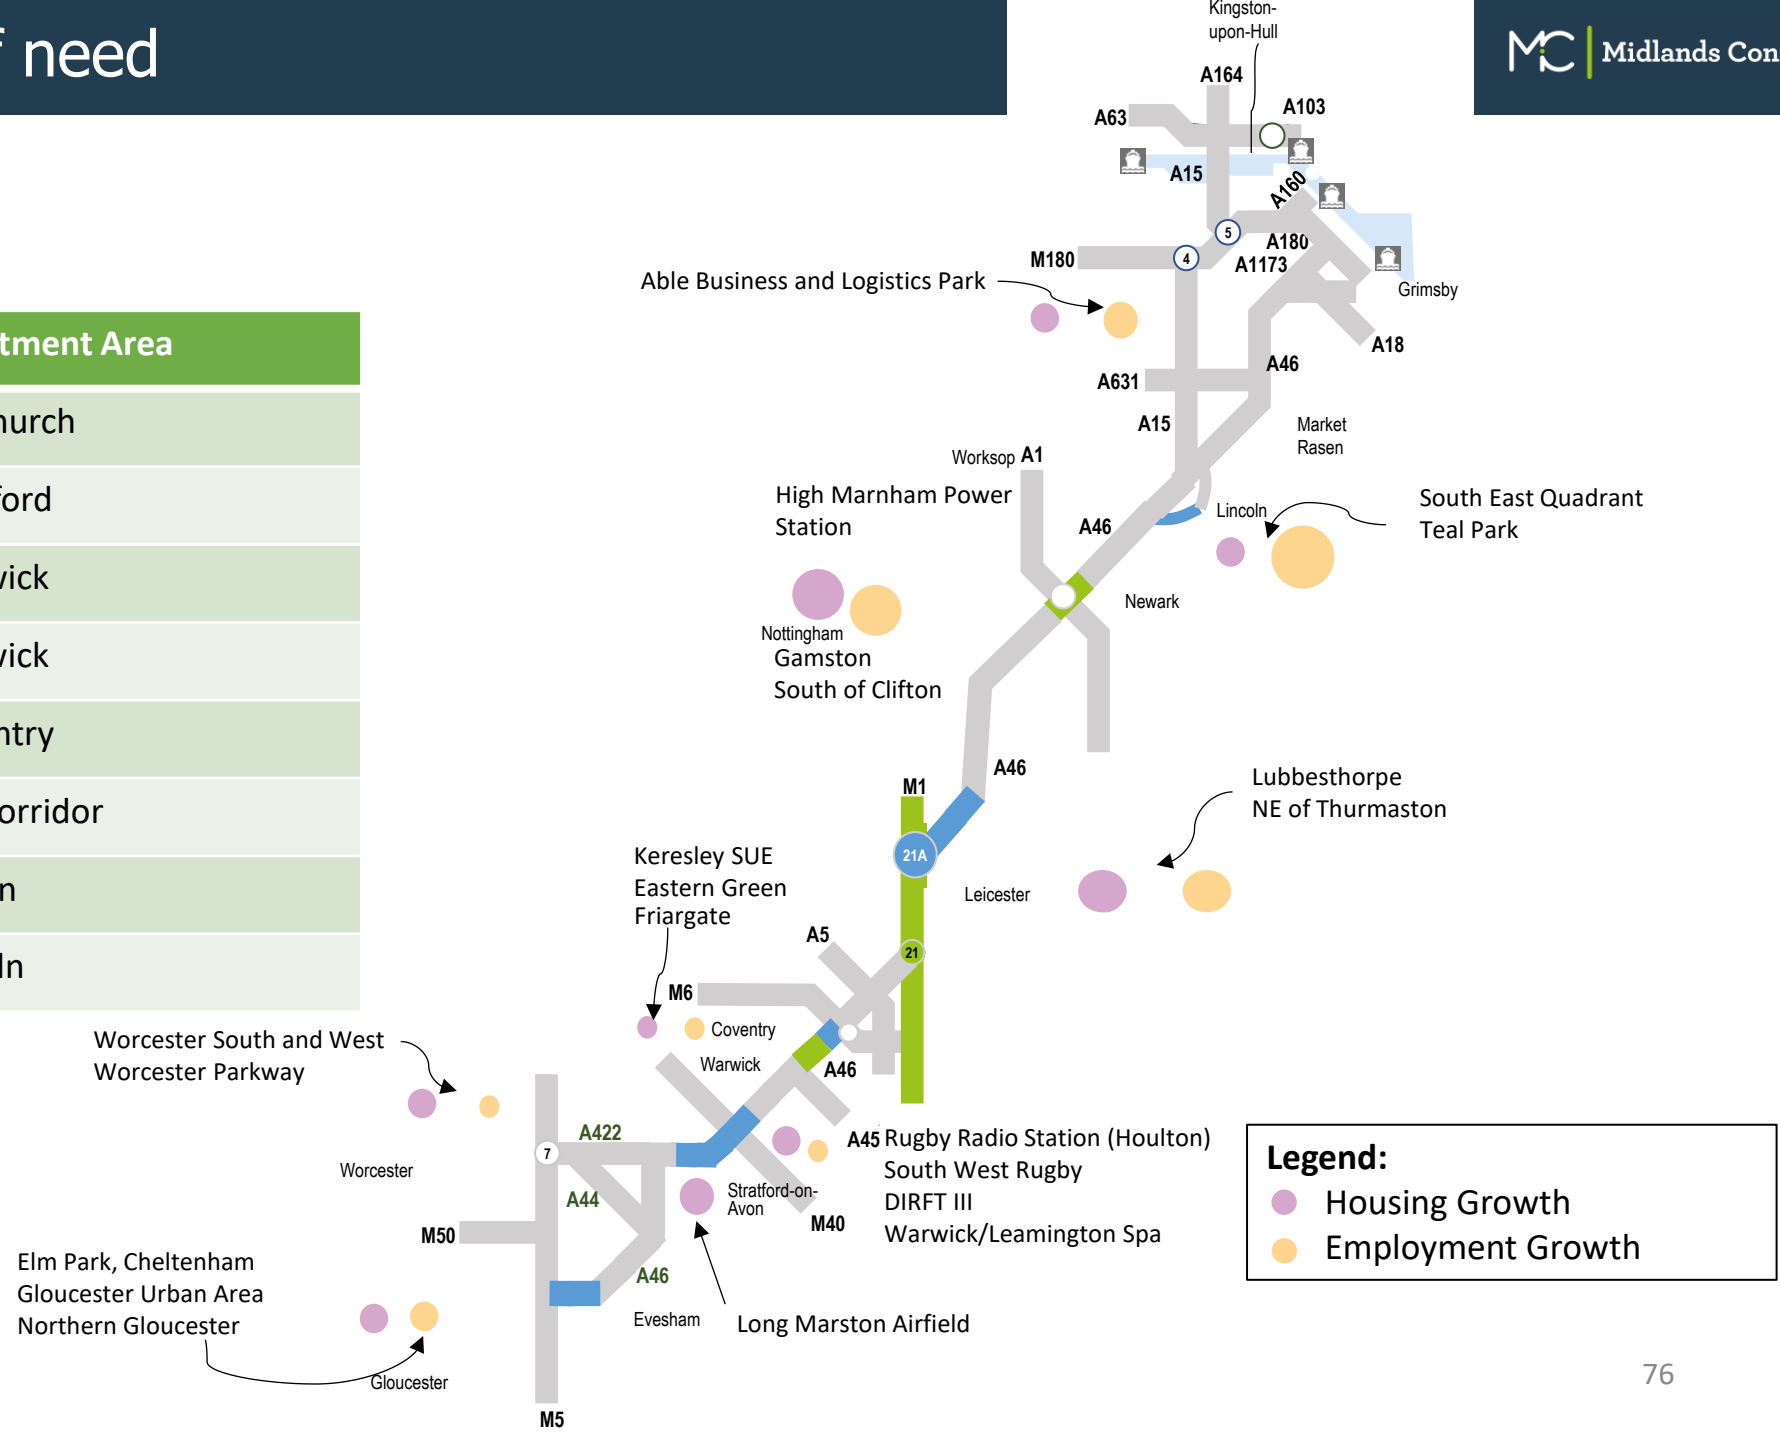 need
Kingston-
upon-Hull
MC Midlands Con
A164
A63
A103
A15
A160
5
A180
M180
4
A1173
Able Business and Logistics Park
Grimsby
A18
A46
A631
A15
Market
Rasen
Worksop A1
High Marnham Power
Station
A46
Lincoln
South East Quadrant
Teal Park
Newark
Nottingham
Gamston
South of Clifton
tment Area
hurch
ford
vick
vick
ntry
orridor
n
ln
A46
M1
21A
Lubbesthorpe
NE of Thurmaston
Leicester
Keresley SUE
Eastern Green
Friargate
A5
21
M6
Coventry
Warwick
A46
Worcester South and West
Worcester Parkway
A422
7
Worcester
A44
A45
Rugby Radio Station (Houlton)
South West Rugby
DIRFT III
Warwick/Leamington Spa
Stratford-on-
Avon
M40
M50
A46
Evesham
Long Marston Airfield
Elm Park, Cheltenham
Gloucester Urban Area
Northern Gloucester
Gloucester
M5
Legend:
Housing Growth
Employment Growth
76